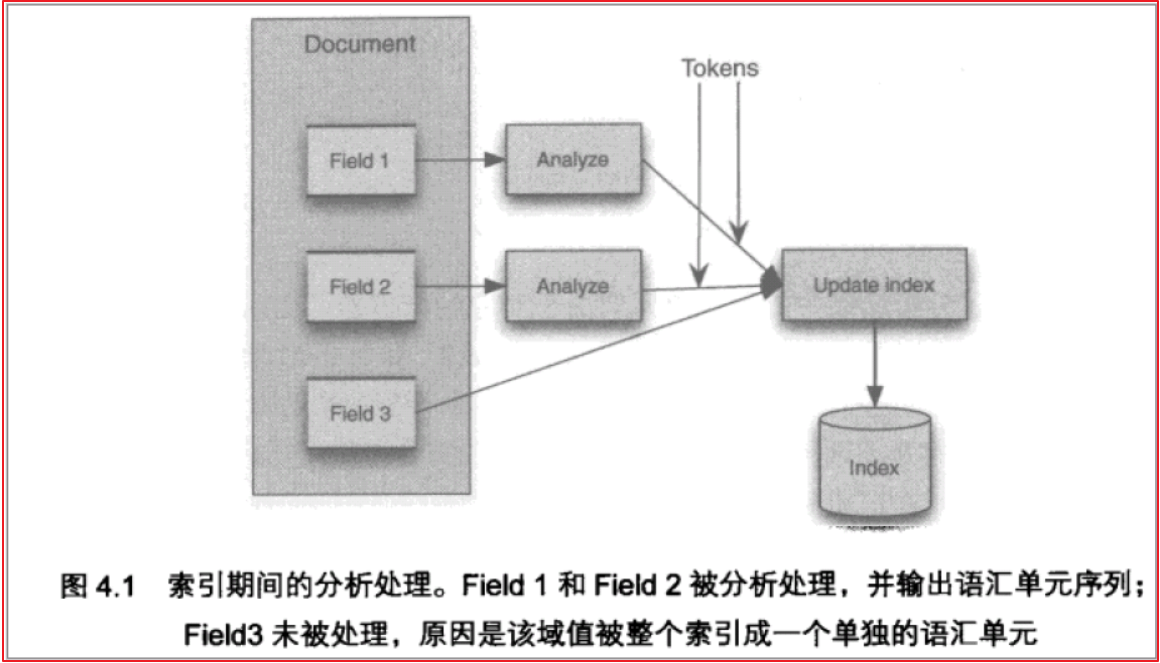 Document
Tokens
Field 1
Analyze
Field 2
Analyze
Update index
Field 3
Index
图 4.1 索引期间的分析处理。Field 1 和 Field 2 被分析处理，并输出语汇单元序列；
Field3 未被处理，原因是该域值被整个索引成一个单独的语汇单元